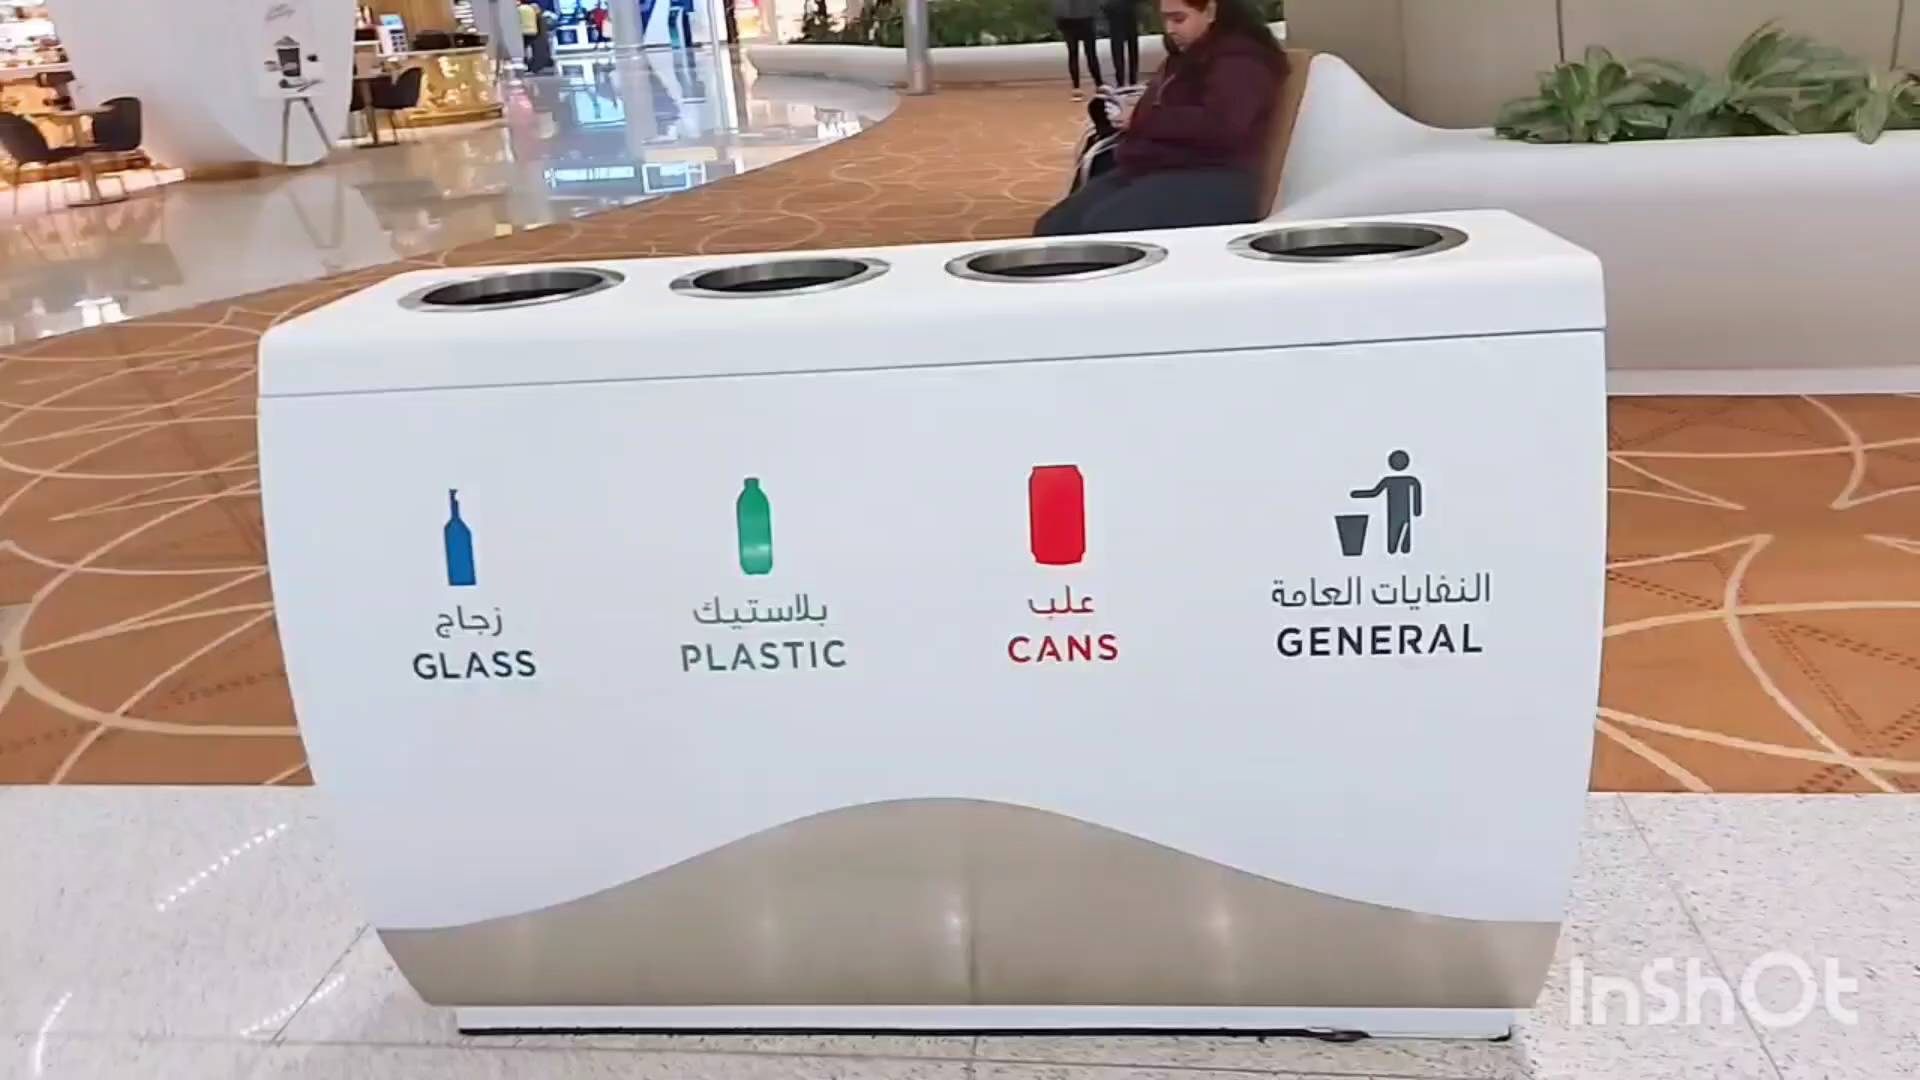 زجاج
GLASS
بلاستيك
PLASTIC
علب
CANS
النفايات العامة
GENERAL
InShOt